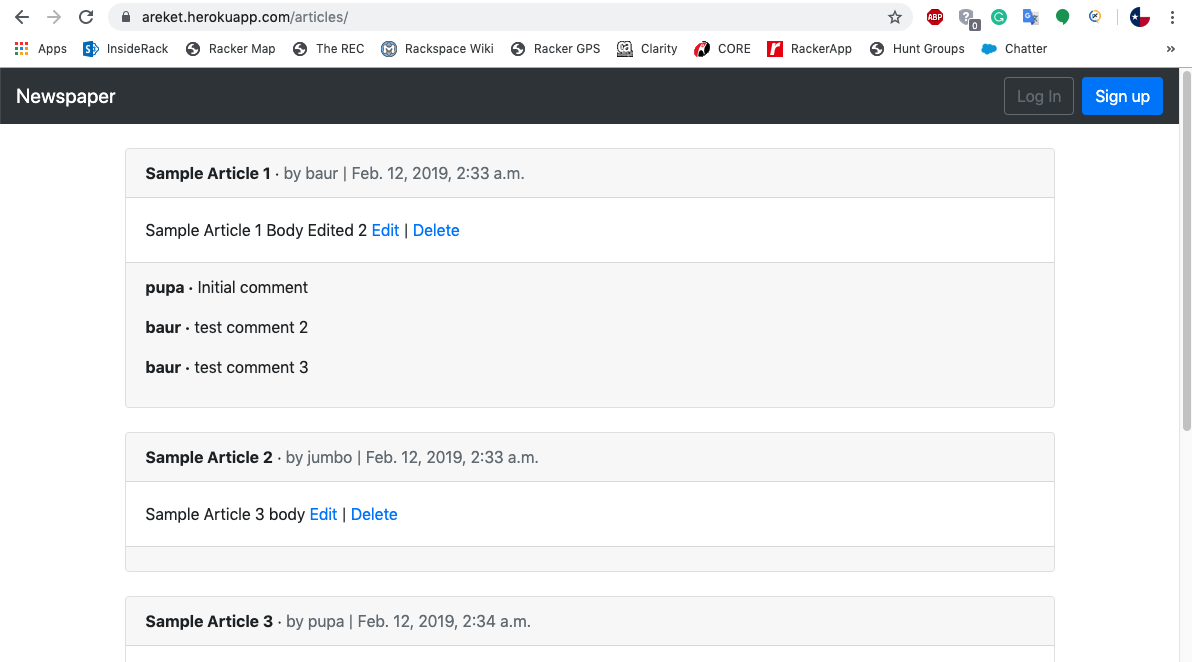 areket.herokuapp.com/articles/
ABP
0
Apps InsideRack Racker Map The REC Rackspace Wiki Racker GPS Clarity CORE RackerApp Hunt Groups Chatter »
Newspaper Log In Sign up
Sample Article 1 · by baur | Feb. 12, 2019, 2:33 a.m.
Sample Article 1 Body Edited 2 Edit | Delete
pupa · Initial comment
baur · test comment 2
baur · test comment 3
Sample Article 2 · by jumbo | Feb. 12, 2019, 2:33 a.m.
Sample Article 3 body Edit | Delete
Sample Article 3 · by pupa | Feb. 12, 2019, 2:34 a.m.